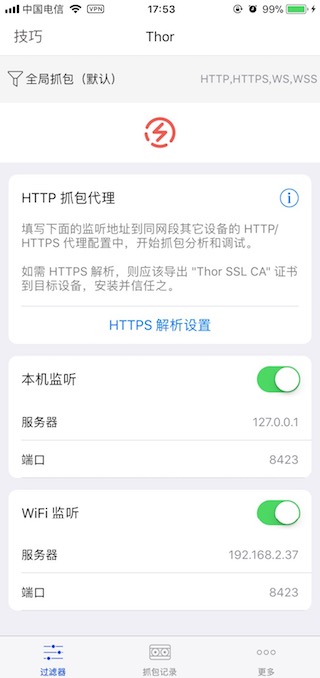 中国电信 VPN 17:53 99%
技巧 Thor
全局抓包（默认） HTTP,HTTPS,WS,WSS
HTTP 抓包代理
填写下面的监听地址到同网段其它设备的 HTTP/
HTTPS 代理配置中，开始抓包分析和调试。
如需 HTTPS 解析，则应该导出 "Thor SSL CA" 证书
到目标设备，安装并信任之。
HTTPS 解析设置
本机监听
服务器 127.0.0.1
端口 8423
WiFi 监听
服务器 192.168.2.37
端口 8423
过滤器 抓包记录 更多